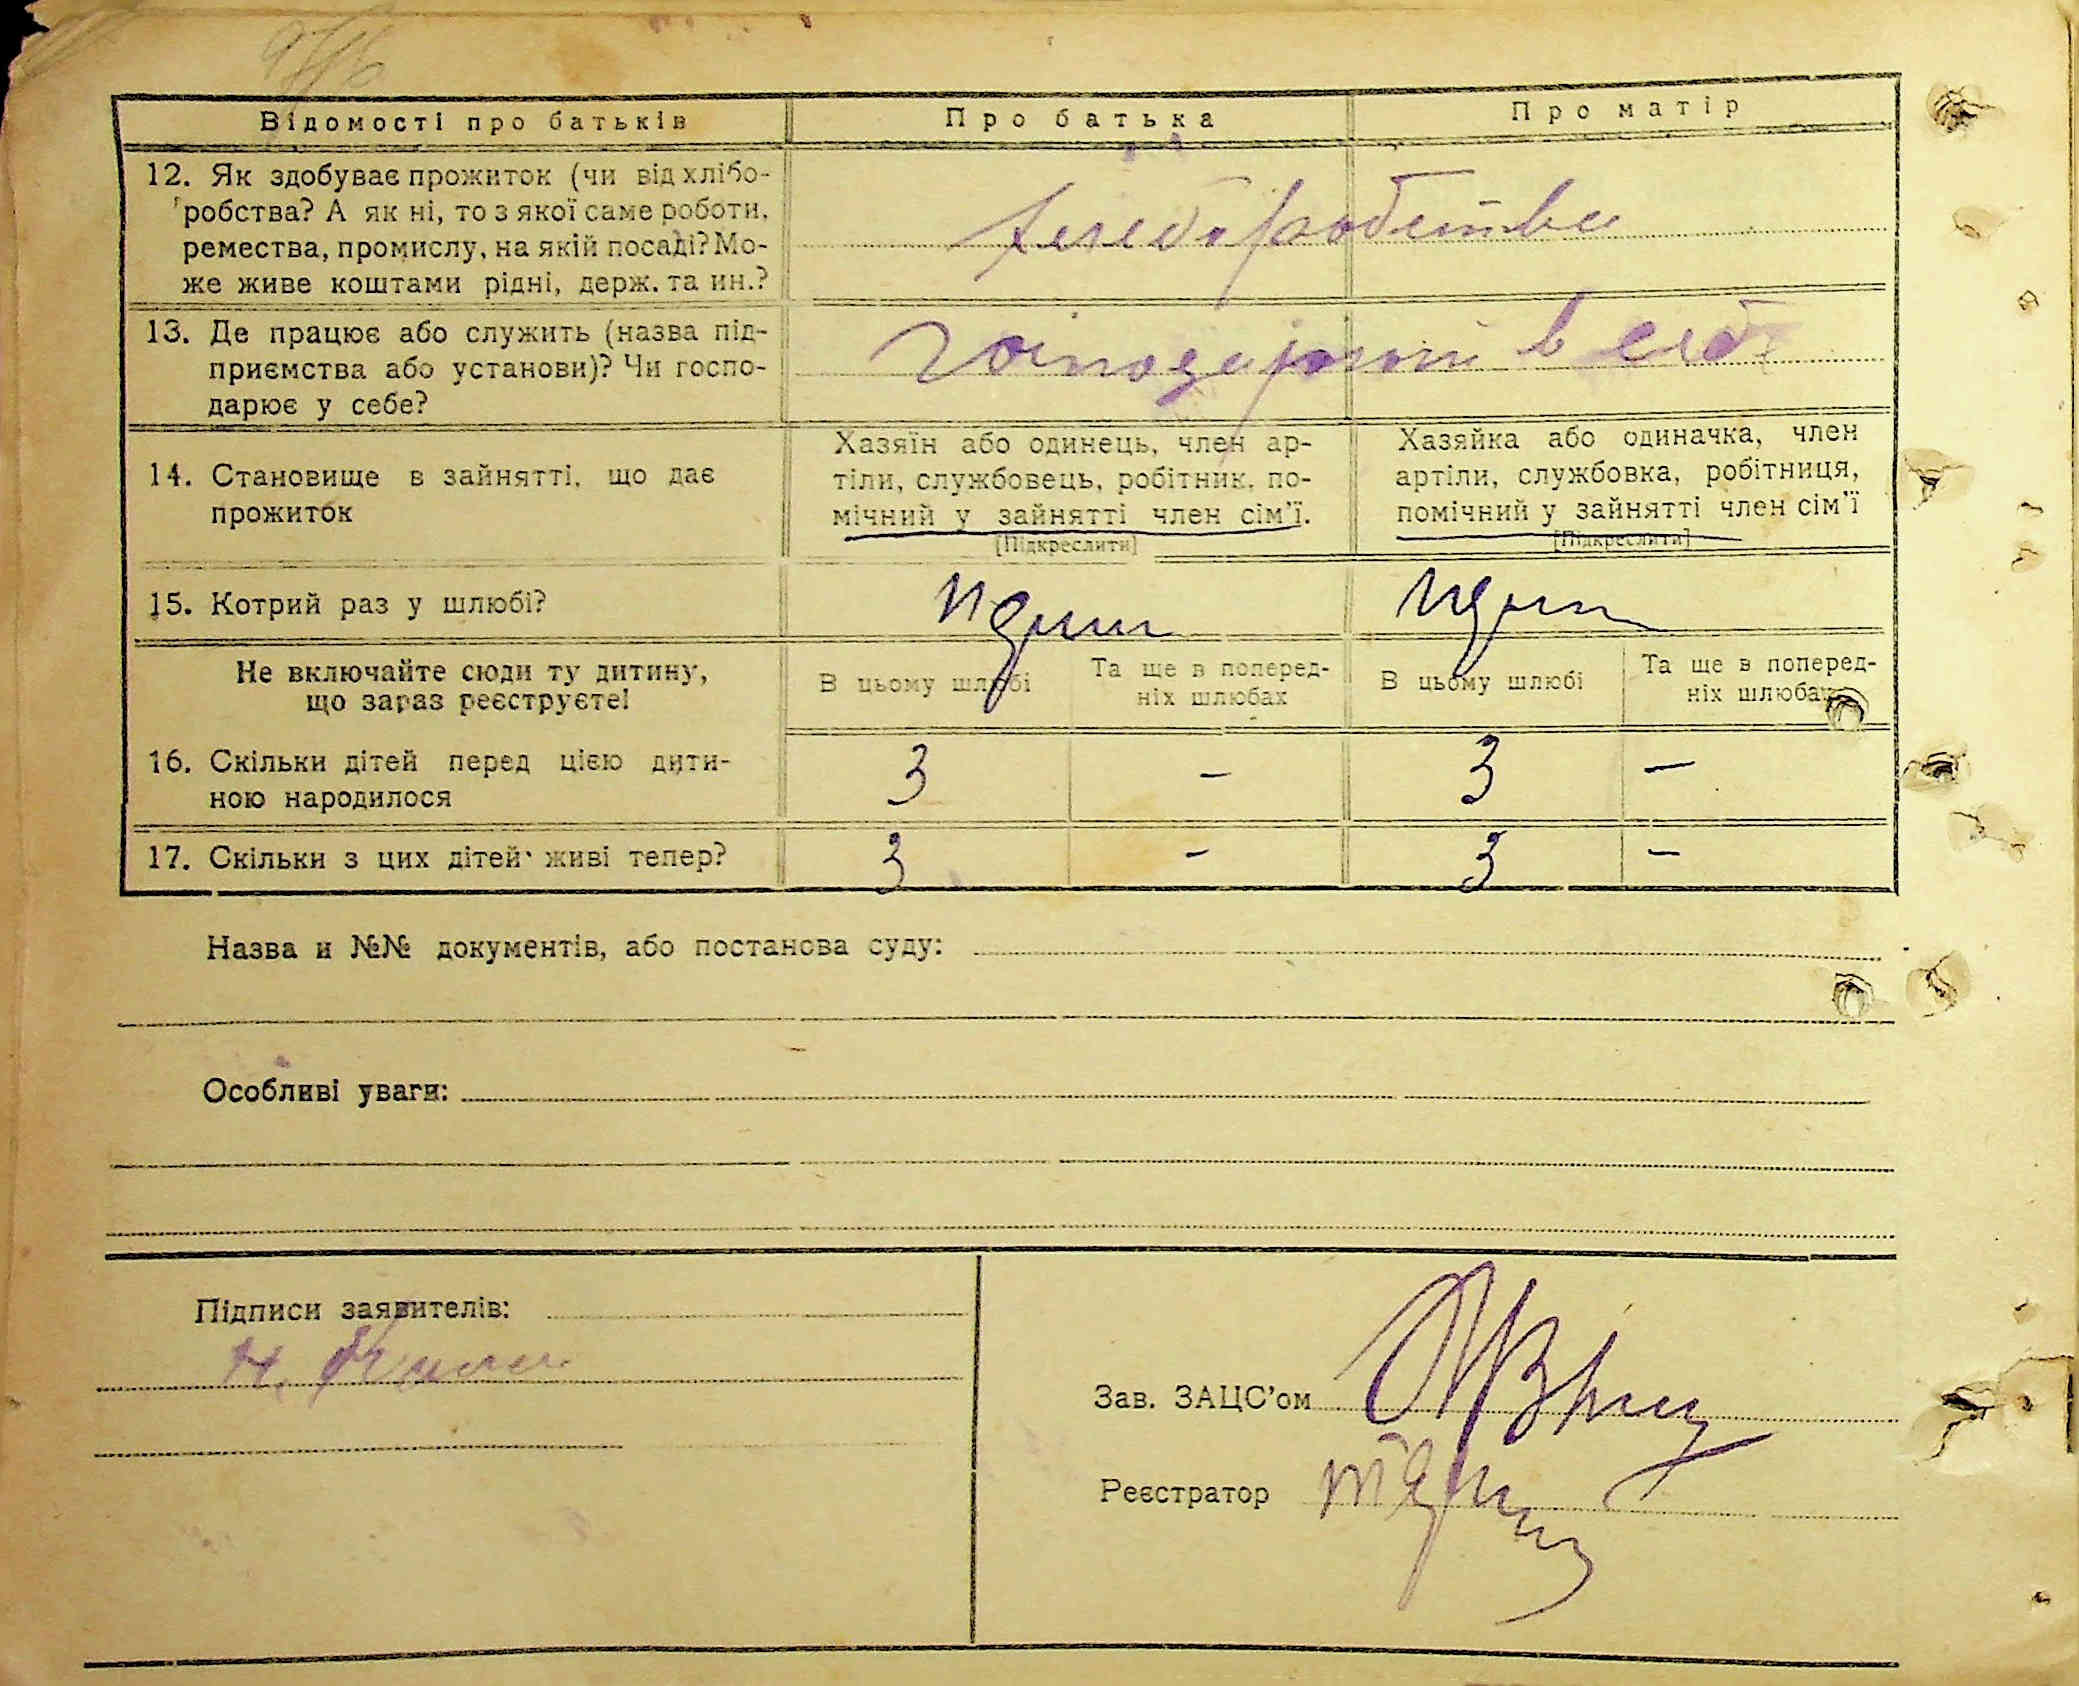 Відомості про батьків Про батька Про матір
12. Як здобуває прожиток (чи від хлібо-
робства? А як ні, то з якої саме роботи,
ремества, промислу, на якій посаді? Мо-
же живе коштами рідні, держ. та ин.?
13. Де працює або служить (назва під-
приємства або установи)? Чи госпо-
дарює у себе?
14. Становище в зайнятті, що дає
прожиток
Хазяїн або одинець, член ар-
тіли, службовець, робітник, по-
мічний у зайнятті член сім'ї.
[Підкреслити]
Хазяйка або одиначка, член
артіли, службовка, робітниця,
помічний у зайнятті член сім'ї
[Підкреслити]
15. Котрий раз у шлюбі?
Не включайте сюди ту дитину,
що зараз реєструєте!
В цьому шлюбі
Та ще в поперед-
ніх шлюбах
В цьому шлюбі
Та ще в поперед-
ніх шлюбах
16. Скільки дітей перед цією дити-
ною народилося
3 – 3 –
17. Скільки з цих дітей живі тепер? 3 – 3 –
Назва и №№ документів, або постанова суду:
Особливі уваги:
Підписи заявителів:
Зав. ЗАЦС'ом
Реєстратор